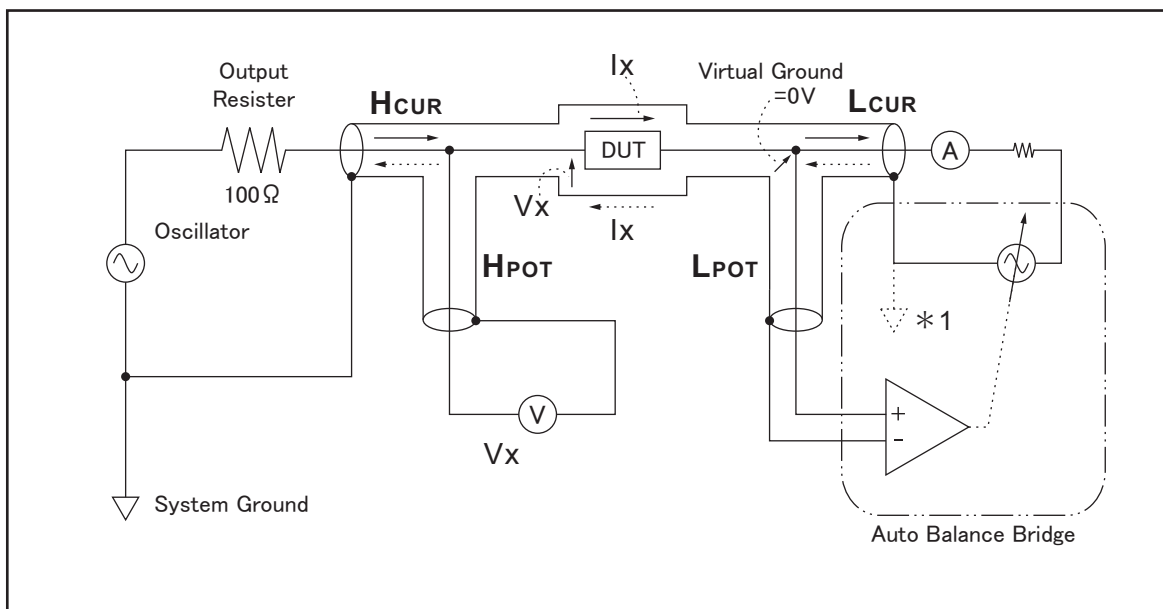 Output
Resister
100Ω
Oscillator
System Ground
HCUR
Ix
Virtual Ground
=0V
LCUR
DUT
A
Vx
Ix
HPOT
LPOT
V
Vx
*1
+
-
Auto Balance Bridge